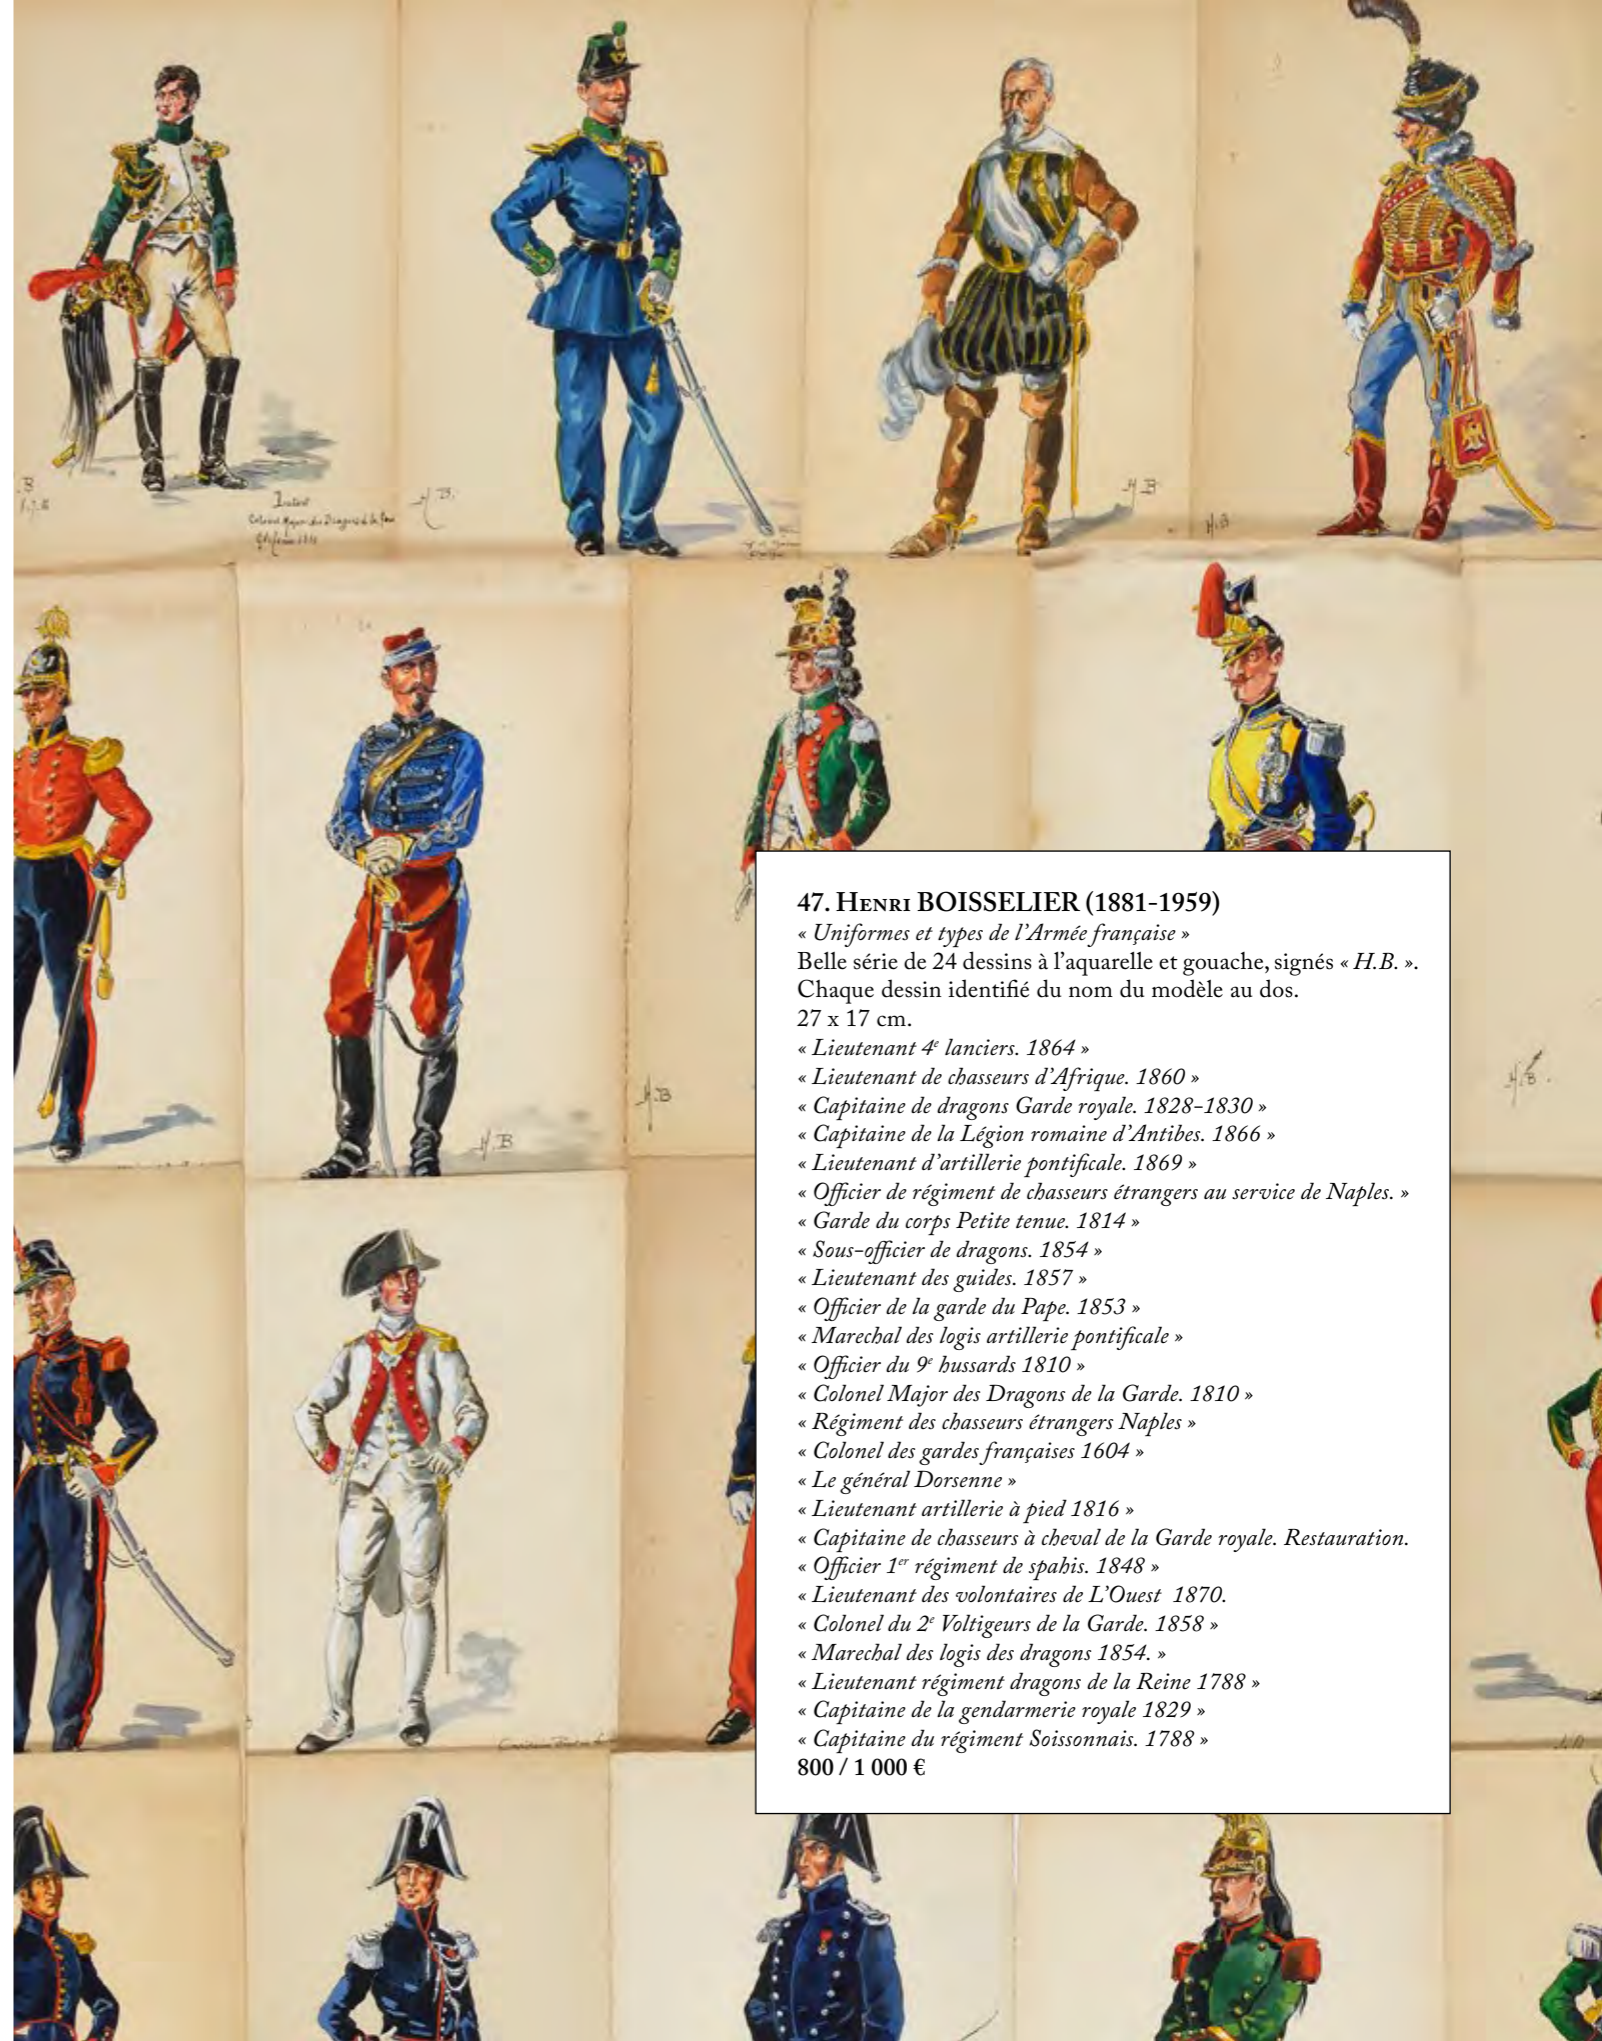 H.B.
H.B
H.B
H.B
H.B
H.B.
Colonel Major des Dragons de la
47. HENRI BOISSELIER (1881-1959)
« Uniformes et types de l’Armée française »
Belle série de 24 dessins à l’aquarelle et gouache, signés « H.B. ».
Chaque dessin identifié du nom du modèle au dos.
27 x 17 cm.
« Lieutenant 4e lanciers. 1864 »
« Lieutenant de chasseurs d’Afrique. 1860 »
« Capitaine de dragons Garde royale. 1828-1830 »
« Capitaine de la Légion romaine d’Antibes. 1866 »
« Lieutenant d’artillerie pontificale. 1869 »
« Officier de régiment de chasseurs étrangers au service de Naples. »
« Garde du corps Petite tenue. 1814 »
« Sous-officier de dragons. 1854 »
« Lieutenant des guides. 1857 »
« Officier de la garde du Pape. 1853 »
« Marechal des logis artillerie pontificale »
« Officier du 9e hussards 1810 »
« Colonel Major des Dragons de la Garde. 1810 »
« Régiment des chasseurs étrangers Naples »
« Colonel des gardes françaises 1604 »
« Le général Dorsenne »
« Lieutenant artillerie à pied 1816 »
« Capitaine de chasseurs à cheval de la Garde royale. Restauration.
« Officier 1er régiment de spahis. 1848 »
« Lieutenant des volontaires de L’Ouest 1870.
« Colonel du 2e Voltigeurs de la Garde. 1858 »
« Marechal des logis des dragons 1854. »
« Lieutenant régiment dragons de la Reine 1788 »
« Capitaine de la gendarmerie royale 1829 »
« Capitaine du régiment Soissonnais. 1788 »
800 / 1 000 €